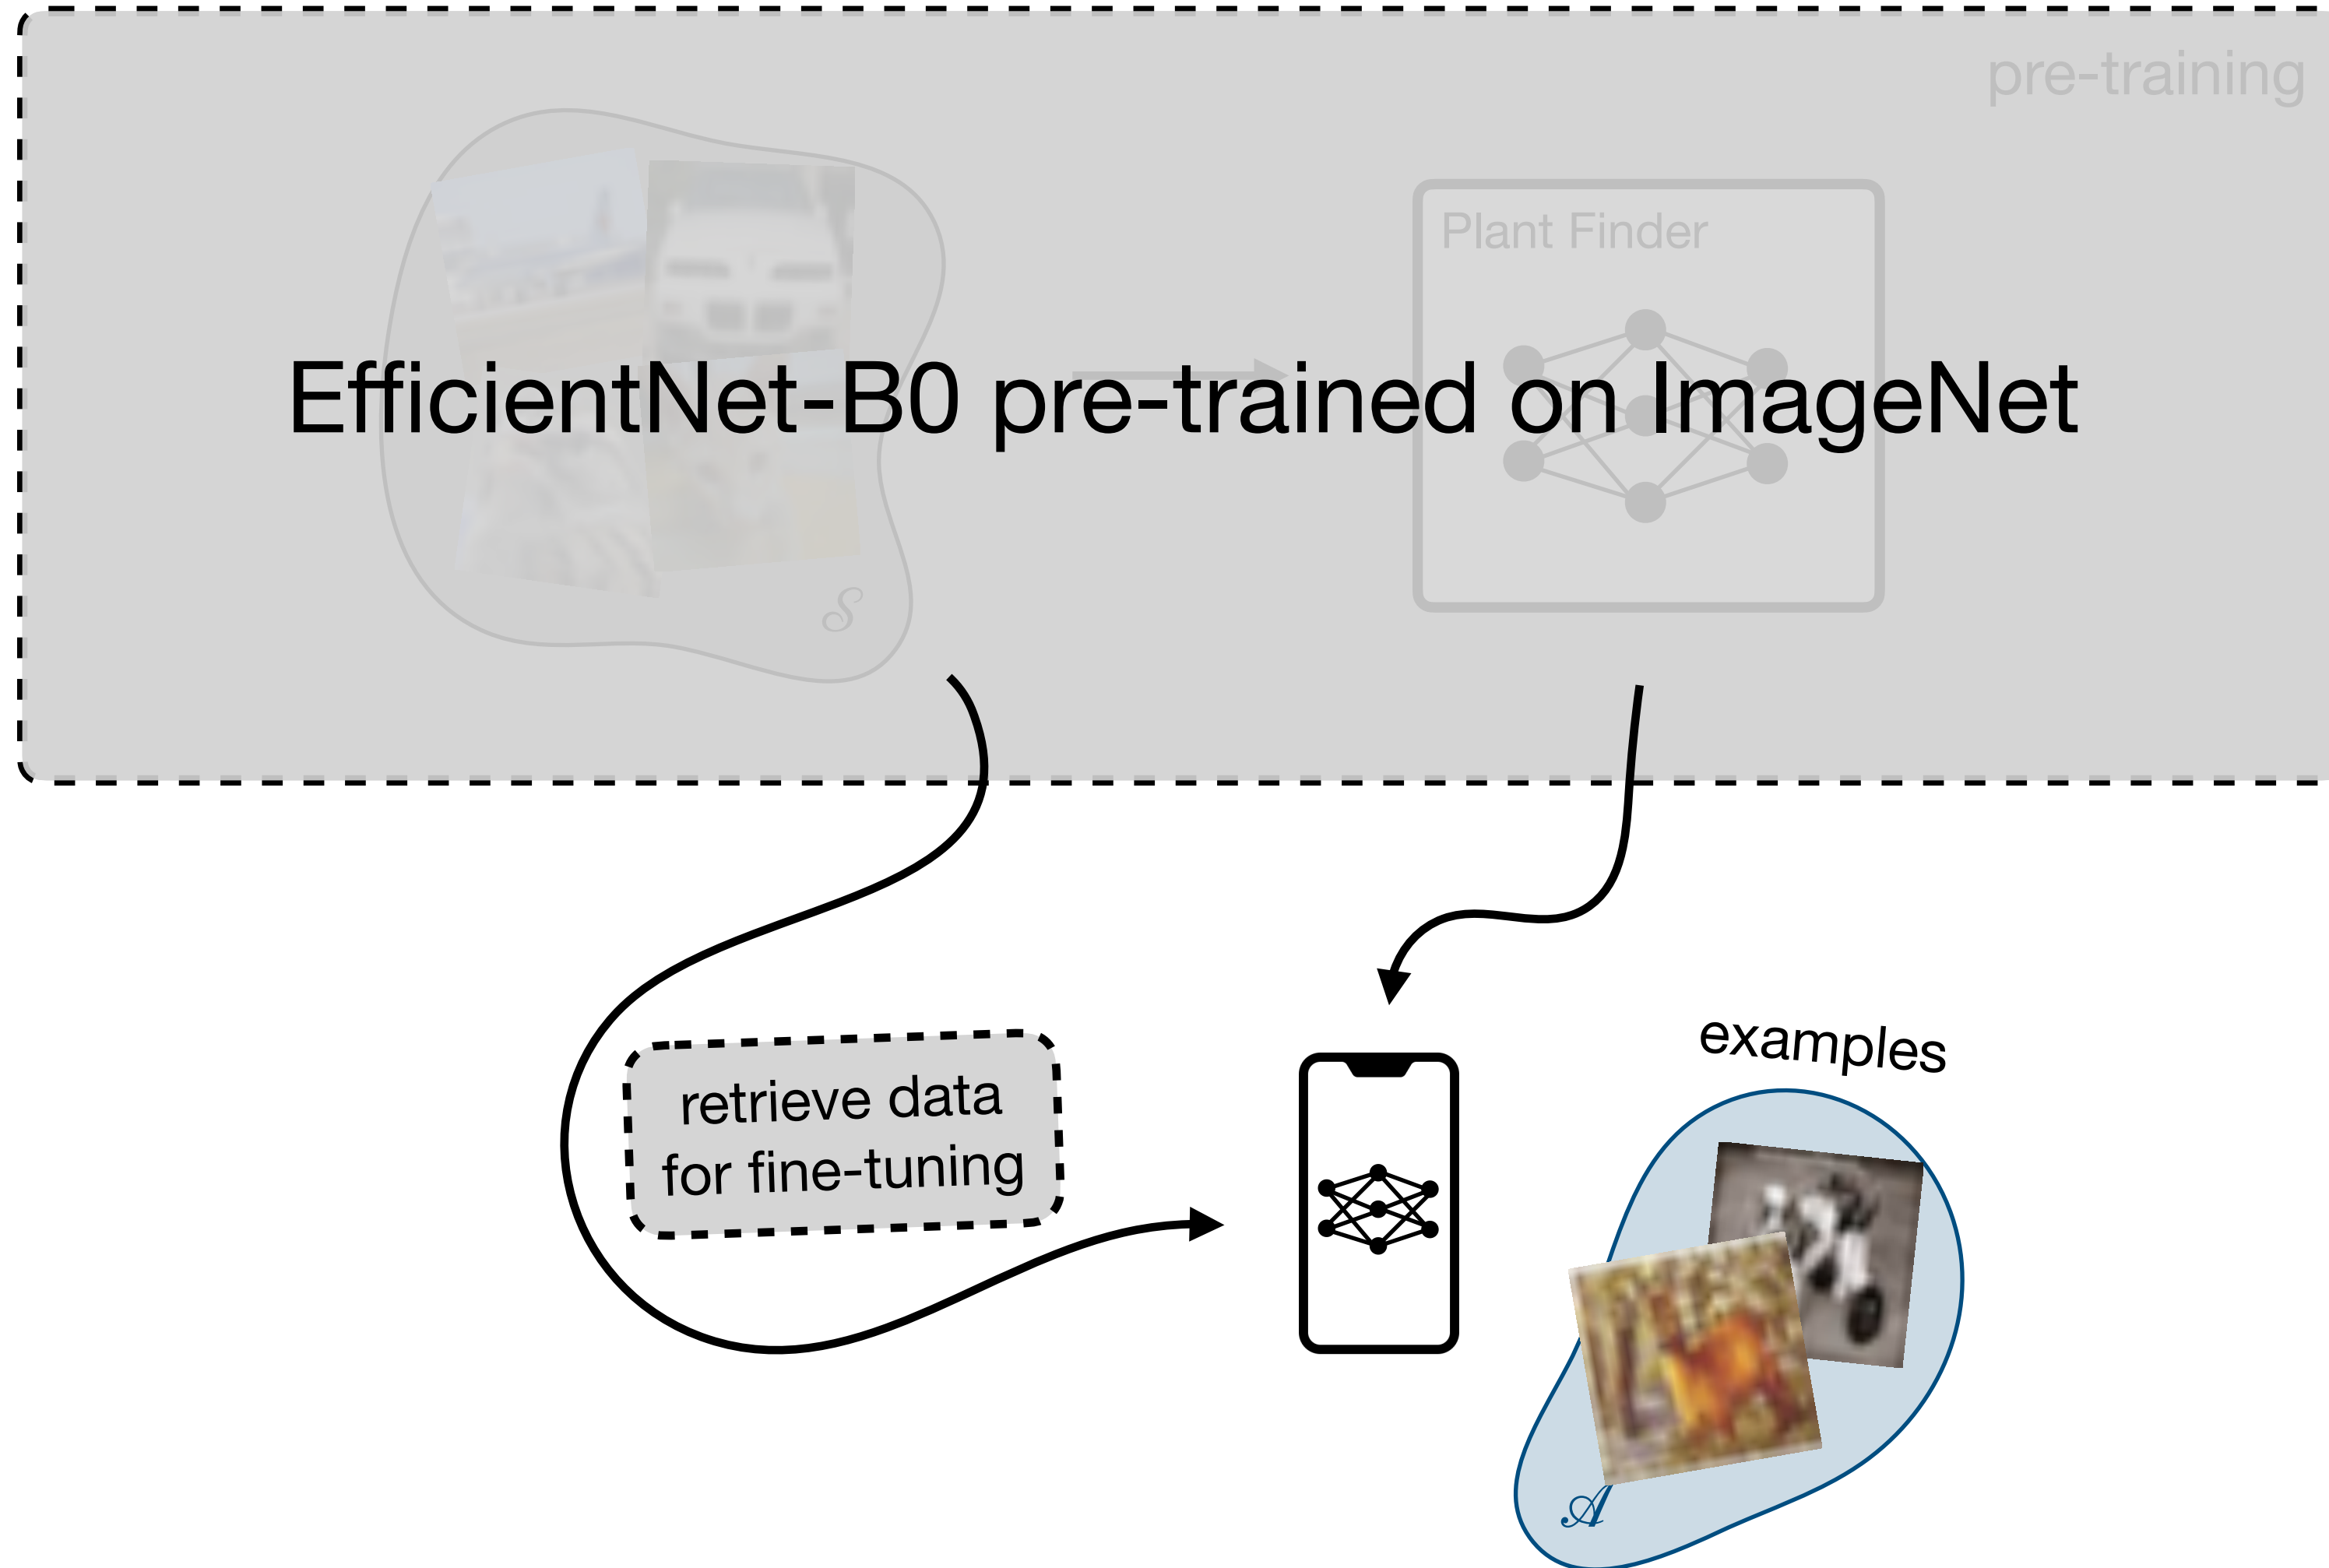 pre-training
Plant Finder
EfficientNet-B0 pre-trained on ImageNet
𝒮
retrieve data
for fine-tuning
examples
𝒜